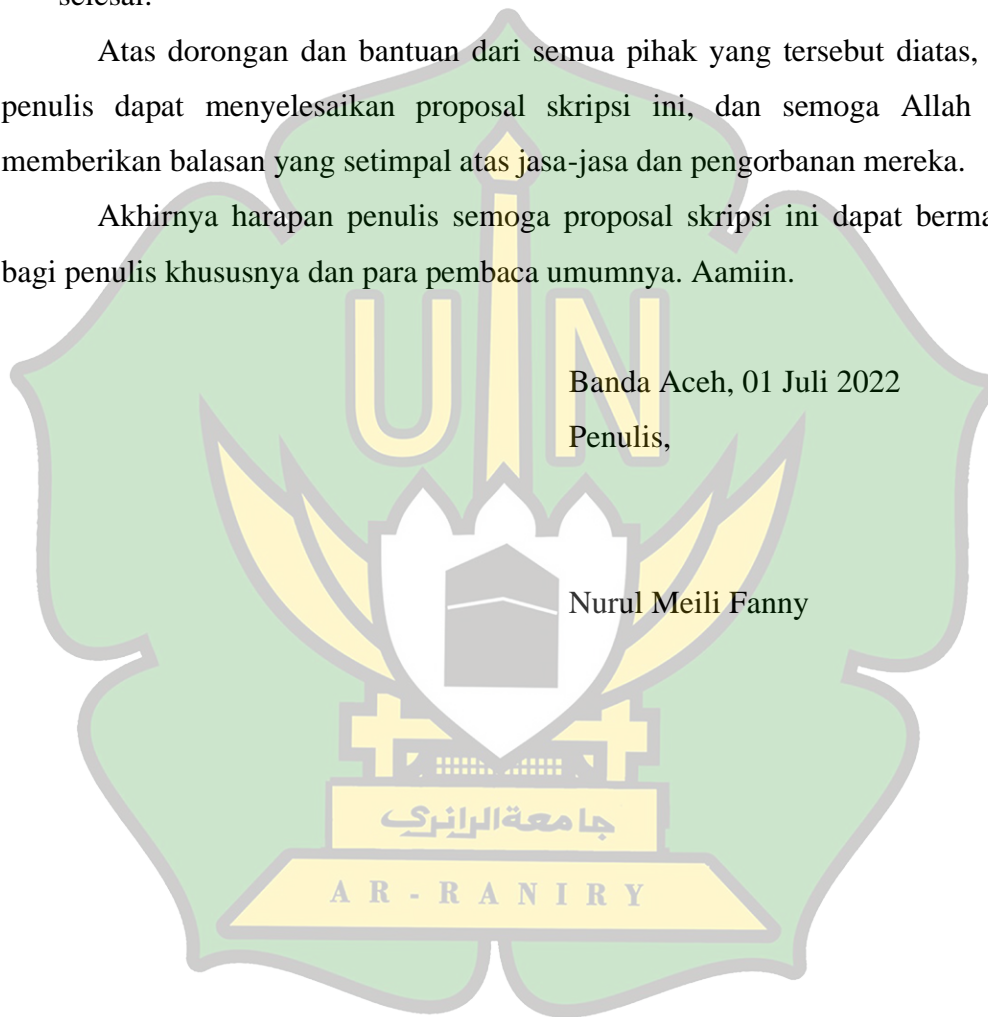 selesai.
Atas dorongan dan bantuan dari semua pihak yang tersebut diatas,
penulis dapat menyelesaikan proposal skripsi ini, dan semoga Allah
memberikan balasan yang setimpal atas jasa-jasa dan pengorbanan mereka.
Akhirnya harapan penulis semoga proposal skripsi ini dapat
bagi penulis khususnya dan para pembaca umumnya. Aamiin.
Banda Aceh, 01 Juli 2022
Penulis,
Nurul Meili Fanny
UIN
جامعةالرانري
AR-RANIRY